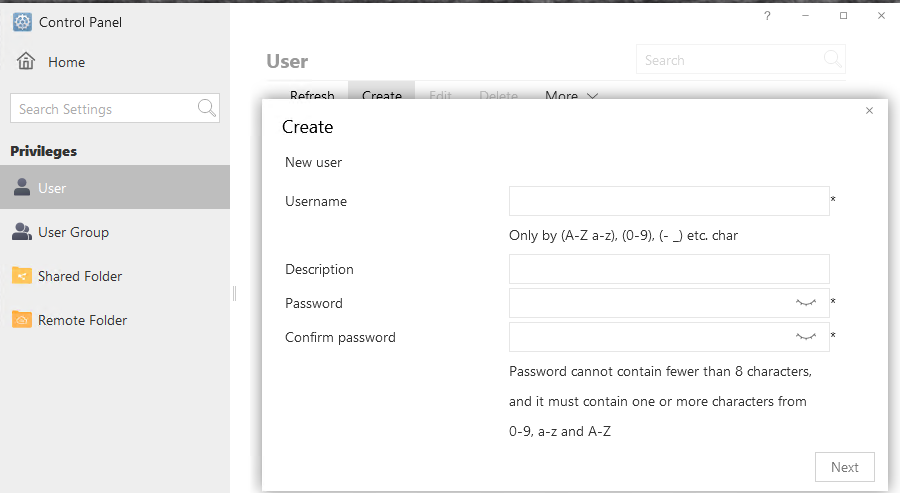 Control Panel
Home
Search Settings
Privileges
User
User Group
Shared Folder
Remote Folder
?
User
Search
Refresh Create Edit Delete More
Create
New user
Username *
Only by (A-Z a-z), (0-9), (- _) etc. char
Description
Password *
Confirm password *
Password cannot contain fewer than 8 characters,
and it must contain one or more characters from
0-9, a-z and A-Z
Next